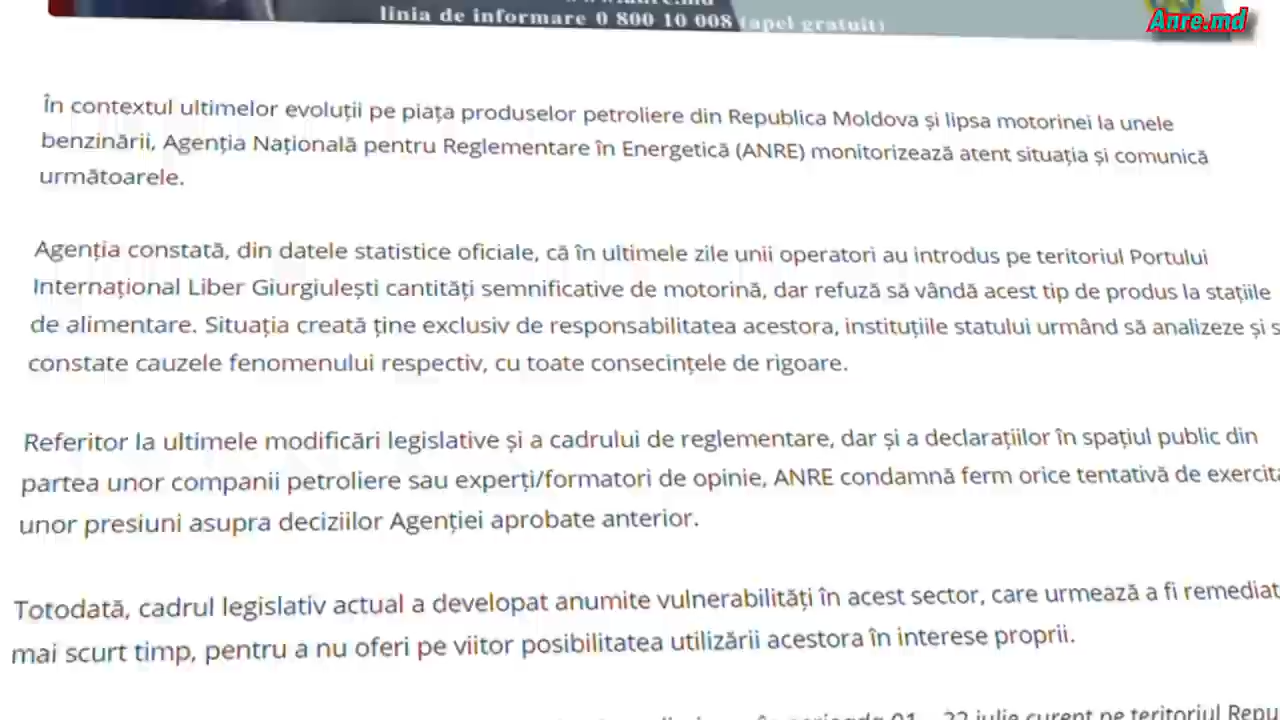 linia de informare 0 800 10 008 (apel gratuit)
Anre.md
În contextul ultimelor evoluții pe piața produselor petroliere din Republica Moldova și lipsa motorinei la unele
benzinării, Agenția Națională pentru Reglementare în Energetică (ANRE) monitorizează atent situația și comunică
următoarele.
Agenția constată, din datele statistice oficiale, că în ultimele zile unii operatori au introdus pe teritoriul Portului
Internațional Liber Giurgiulești cantități semnificative de motorină, dar refuză să vândă acest tip de produs la stațiile
de alimentare. Situația creată ține exclusiv de responsabilitatea acestora, instituțiile statului urmând să analizeze și s
constate cauzele fenomenului respectiv, cu toate consecințele de rigoare.
Referitor la ultimele modificări legislative și a cadrului de reglementare, dar și a declarațiilor în spațiul public din
partea unor companii petroliere sau experți/formatori de opinie, ANRE condamnă ferm orice tentativă de exercita
unor presiuni asupra deciziilor Agenției aprobate anterior.
Totodată, cadrul legislativ actual a developat anumite vulnerabilități în acest sector, care urmează a fi remediat
mai scurt timp, pentru a nu oferi pe viitor posibilitatea utilizării acestora în interese proprii.
în perioada 01 – 22 iulie curent pe teritoriul Repu